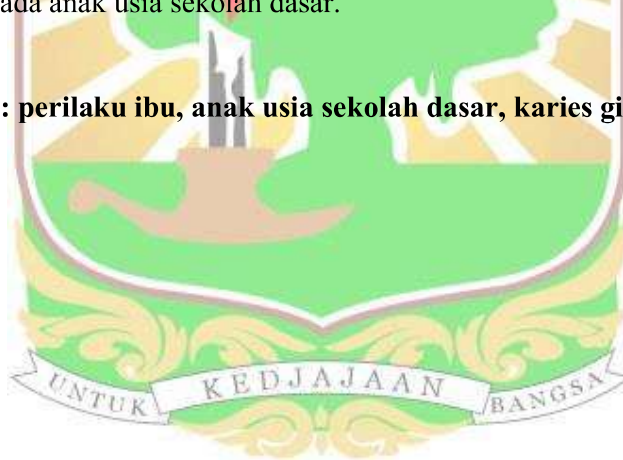 ada anak usia sekolah dasar.
: perilaku ibu, anak usia sekolah dasar, karies gi
UNTUK KEDJAJAAN BANGSA